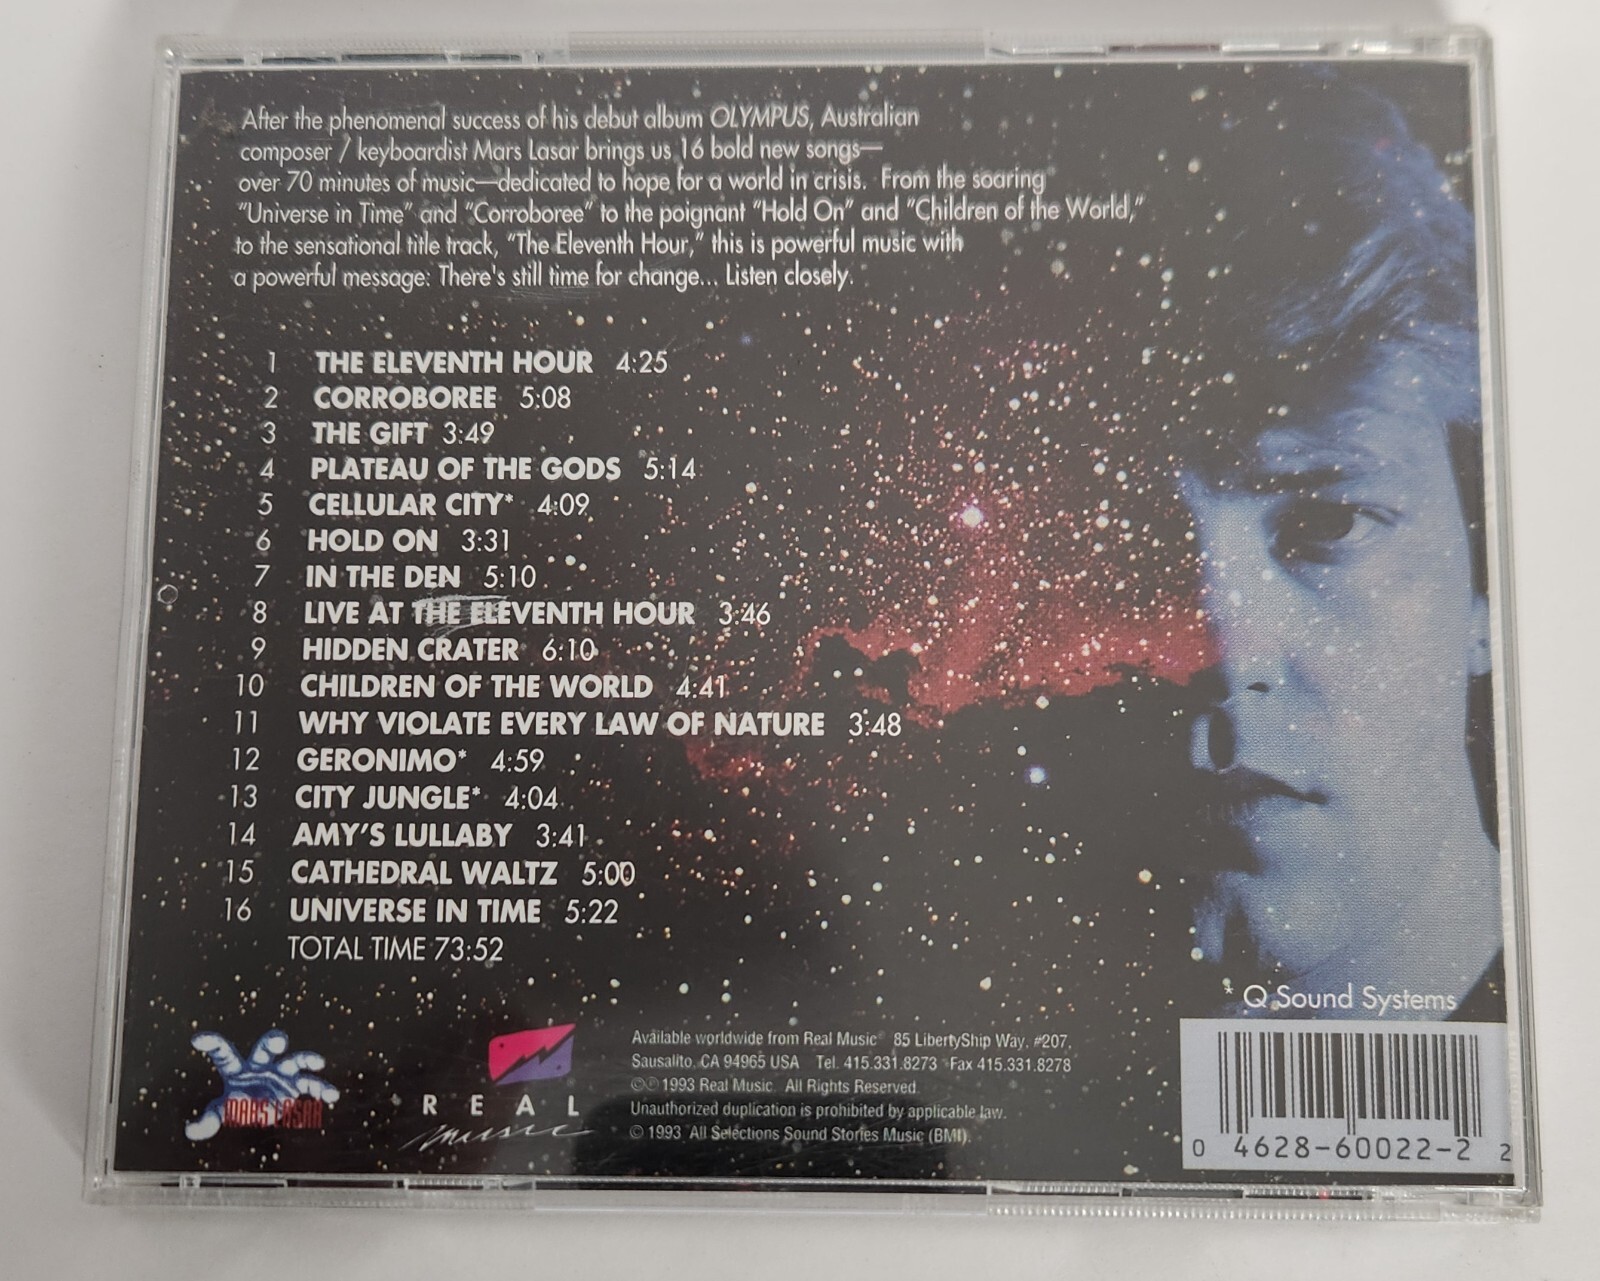 After the phenomenal success of his debut album OLYMPUS, Australian
composer / keyboardist Mars Lasar brings us 16 bold new songs—
over 70 minutes of music—dedicated to hope for a world in crisis. From the soaring
"Universe in Time" and "Corroboree" to the poignant "Hold On" and "Children of the World,"
to the sensational title track, "The Eleventh Hour," this is powerful music with
a powerful message: There's still time for change... Listen closely.
1 THE ELEVENTH HOUR 4:25
2 CORROBOREE 5:08
3 THE GIFT 3:49
4 PLATEAU OF THE GODS 5:14
5 CELLULAR CITY* 4:09
6 HOLD ON 3:31
7 IN THE DEN 5:10
8 LIVE AT THE ELEVENTH HOUR 3:46
9 HIDDEN CRATER 6:10
10 CHILDREN OF THE WORLD 4:41
11 WHY VIOLATE EVERY LAW OF NATURE 3:48
12 GERONIMO* 4:59
13 CITY JUNGLE* 4:04
14 AMY'S LULLABY 3:41
15 CATHEDRAL WALTZ 5:00
16 UNIVERSE IN TIME 5:22
TOTAL TIME 73:52
* Q Sound Systems
MARS LASAR
REAL
music
Available worldwide from Real Music 85 LibertyShip Way, #207,
Sausalito, CA 94965 USA Tel. 415.331.8273 Fax 415.331.8278
©℗ 1993 Real Music. All Rights Reserved.
Unauthorized duplication is prohibited by applicable law.
© 1993 All Selections Sound Stories Music (BMI).
0 4628-60022-2 2